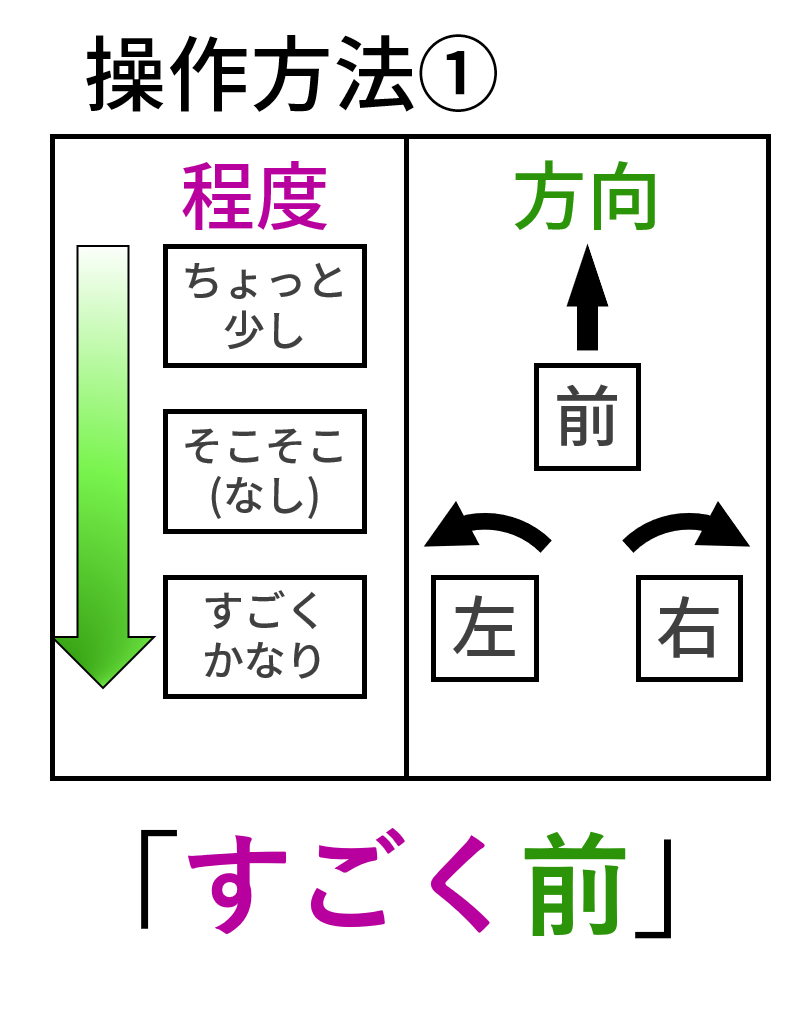 操作方法①
程度
ちょっと
少し
そこそこ
(なし)
すごく
かなり
方向
前
左
右
「すごく前」